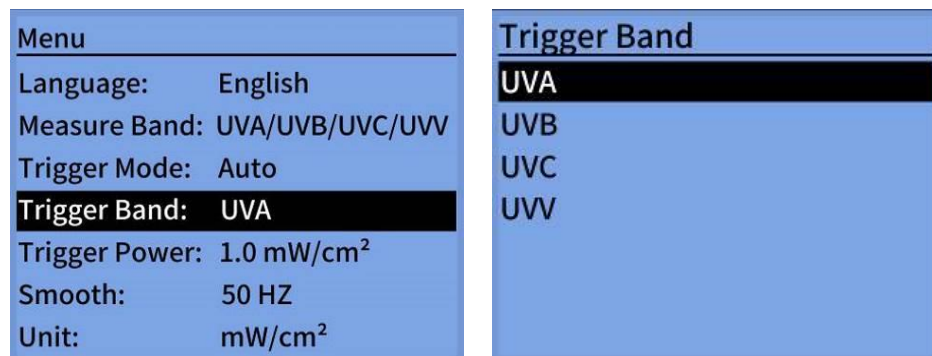 Menu
Language: English
Measure Band: UVA/UVB/UVC/UVV
Trigger Mode: Auto
Trigger Band: UVA
Trigger Power: 1.0 mW/cm²
Smooth: 50 HZ
Unit: mW/cm²
Trigger Band
UVA
UVB
UVC
UVV